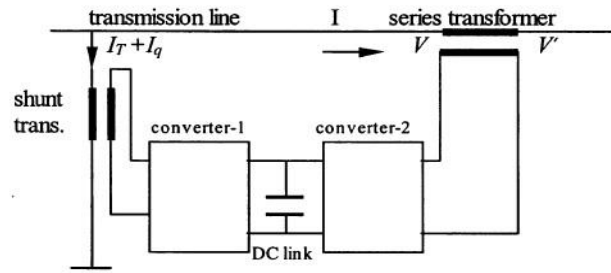 transmission line
I
series transformer
I_T + I_q
V
V'
shunt
trans.
converter-1
converter-2
DC link